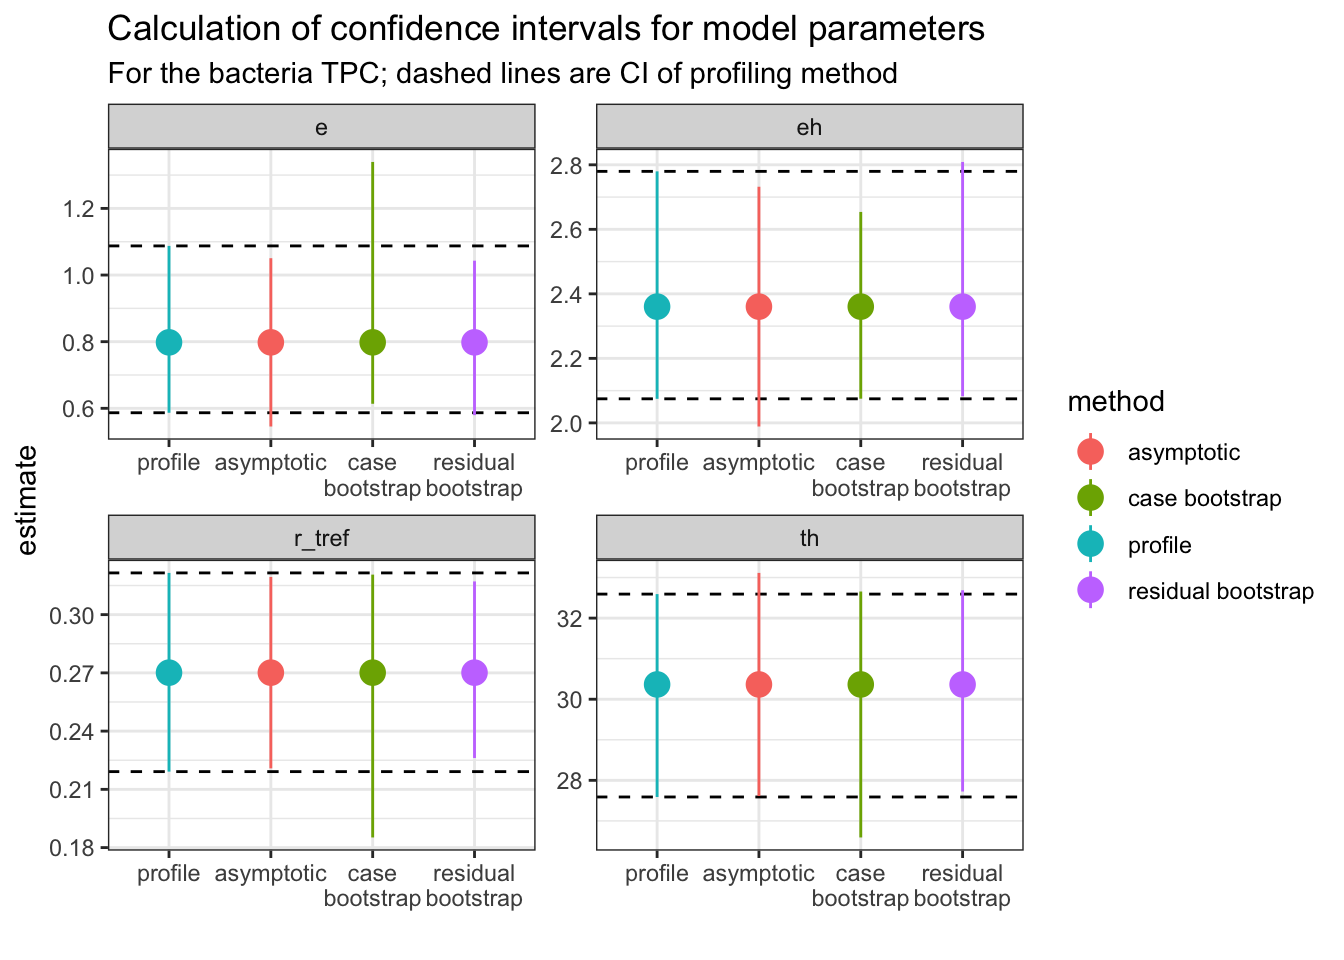 Calculation of confidence intervals for model parameters
For the bacteria TPC; dashed lines are CI of profiling method
estimate
e
1.2
1.0
0.8
0.6
profile asymptotic case residual
bootstrap bootstrap
eh
2.8
2.6
2.4
2.2
2.0
profile asymptotic case residual
bootstrap bootstrap
r_tref
0.30
0.27
0.24
0.21
0.18
profile asymptotic case residual
bootstrap bootstrap
th
32
30
28
profile asymptotic case residual
bootstrap bootstrap
method
asymptotic
case bootstrap
profile
residual bootstrap